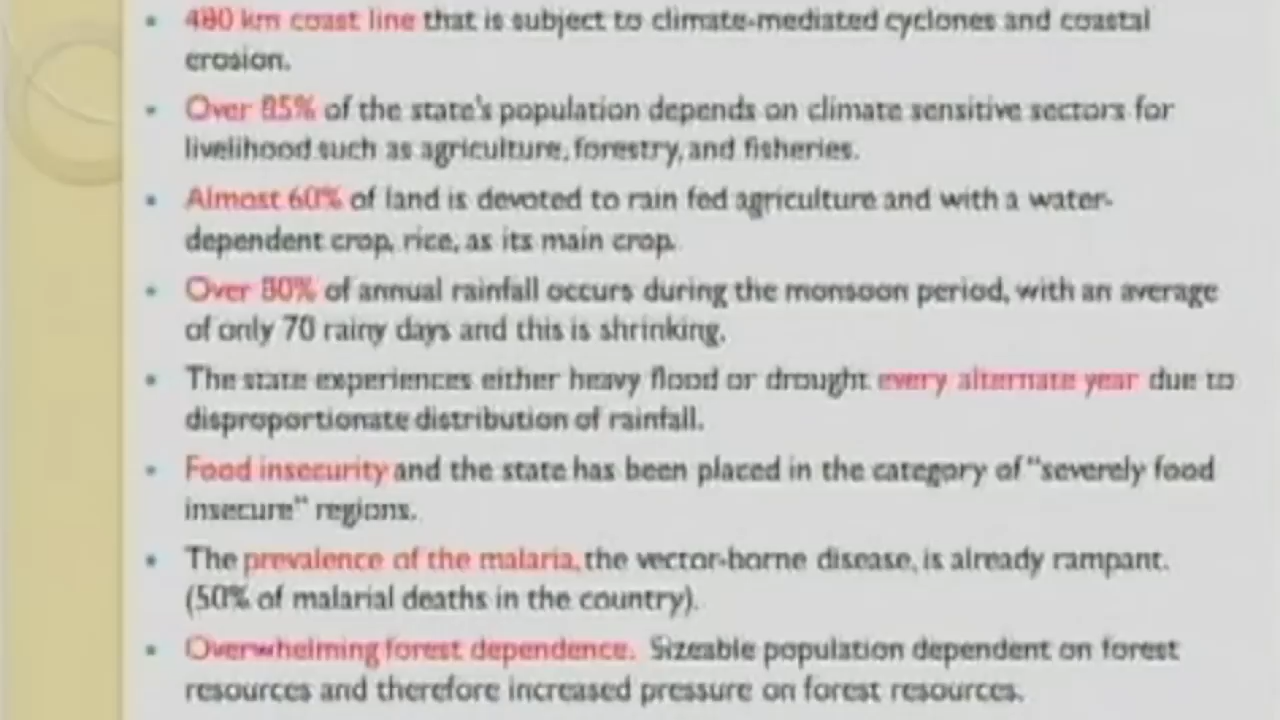 480 km coast line that is subject to climate-mediated cyclones and coastal
erosion.
Over 85% of the state's population depends on climate sensitive sectors for
livelihood such as agriculture, forestry, and fisheries.
Almost 60% of land is devoted to rain fed agriculture and with a water-
dependent crop, rice, as its main crop.
Over 80% of annual rainfall occurs during the monsoon period, with an average
of only 70 rainy days and this is shrinking.
The state experiences either heavy flood or drought every alternate year due to
disproportionate distribution of rainfall.
Food insecurity and the state has been placed in the category of "severely food
insecure" regions.
The prevalence of the malaria, the vector-borne disease, is already rampant.
(50% of malarial deaths in the country).
Overwhelming forest dependence. Sizeable population dependent on forest
resources and therefore increased pressure on forest resources.